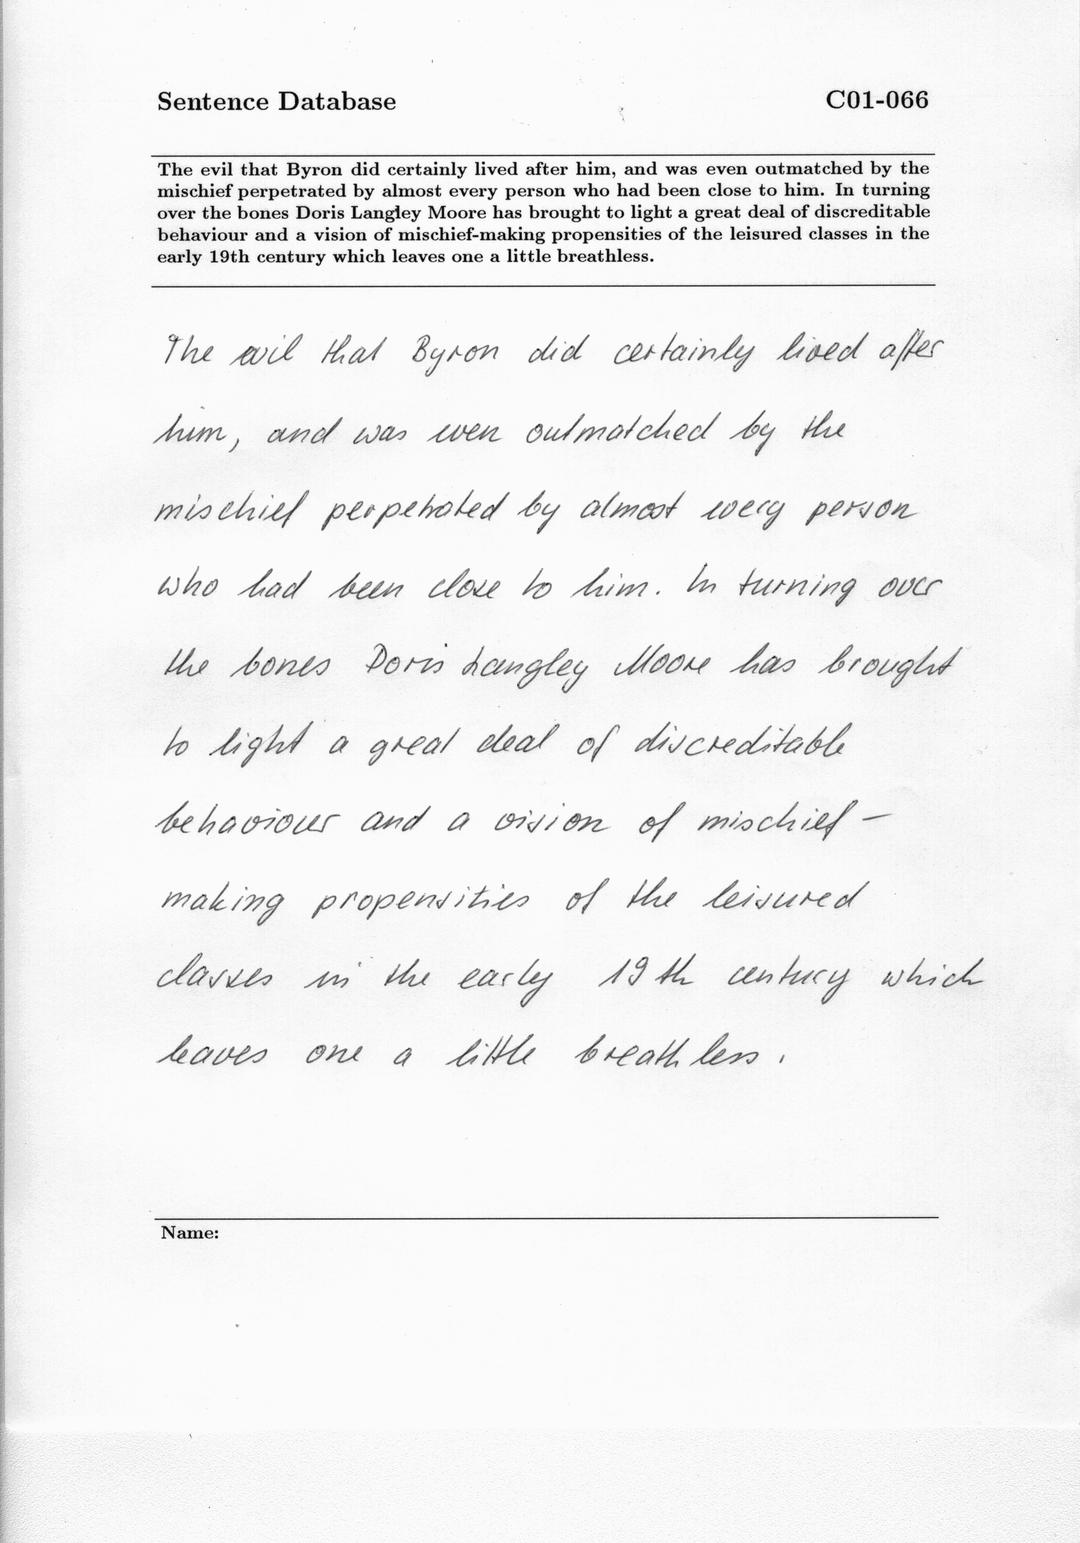 Sentence Database C01-066
The evil that Byron did certainly lived after him, and was even outmatched by the
mischief perpetrated by almost every person who had been close to him. In turning
over the bones Doris Langley Moore has brought to light a great deal of discreditable
behaviour and a vision of mischief-making propensities of the leisured classes in the
early 19th century which leaves one a little breathless.
The evil that Byron did certainly lived after
him, and was even outmatched by the
mischief perpetrated by almost every person
who had been close to him. In turning over
the bones Doris Langley Moore has brought
to light a great deal of discreditable
behaviour and a vision of mischief-
making propensities of the leisured
classes in the early 19th century which
leaves one a little breathless.
Name: